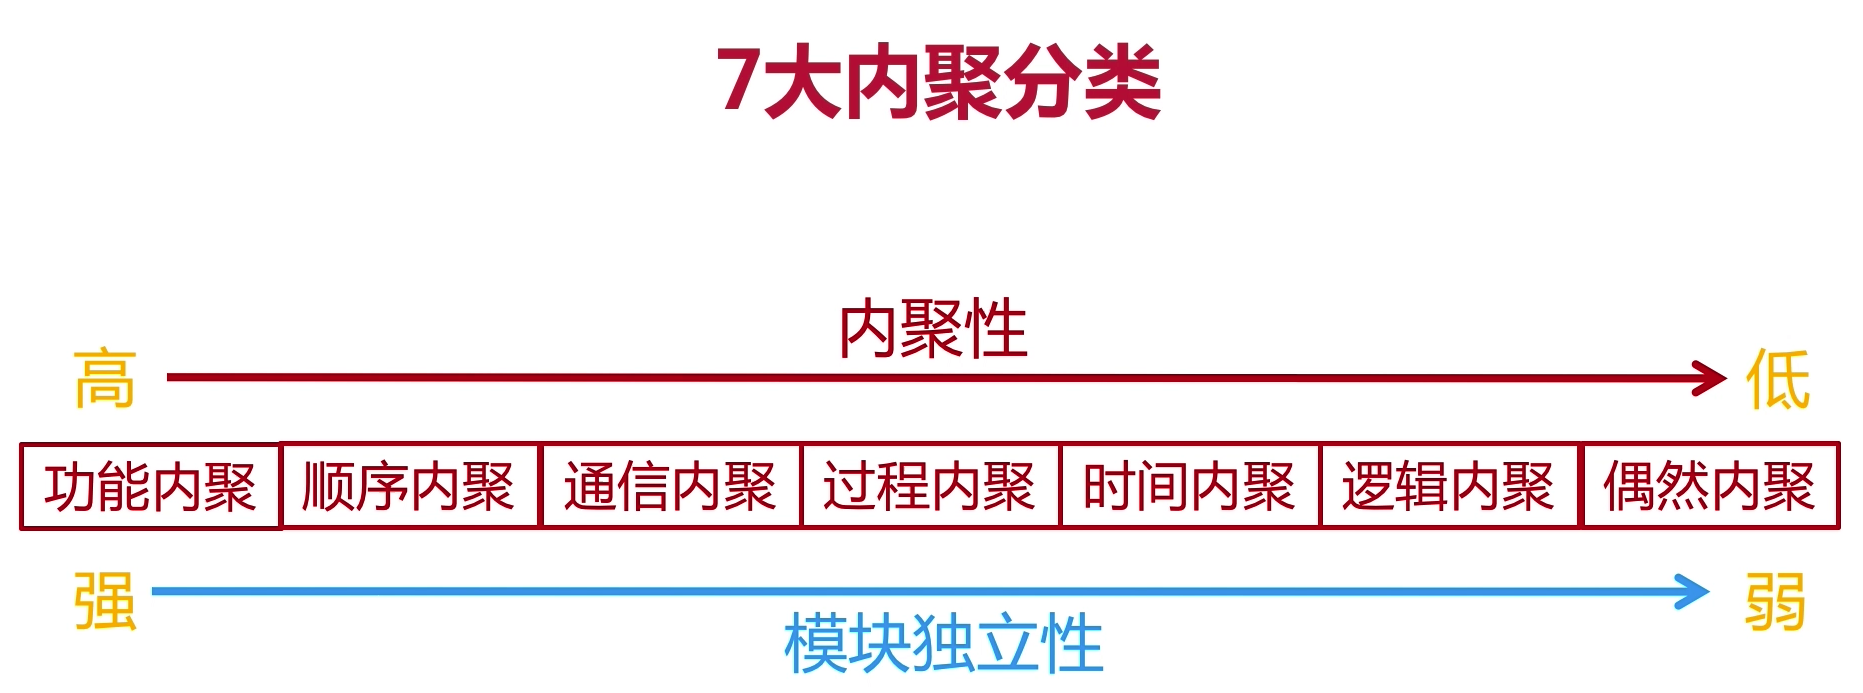 7大内聚分类
内聚性
高 低
功能内聚 顺序内聚 通信内聚 过程内聚 时间内聚 逻辑内聚 偶然内聚
强 弱
模块独立性